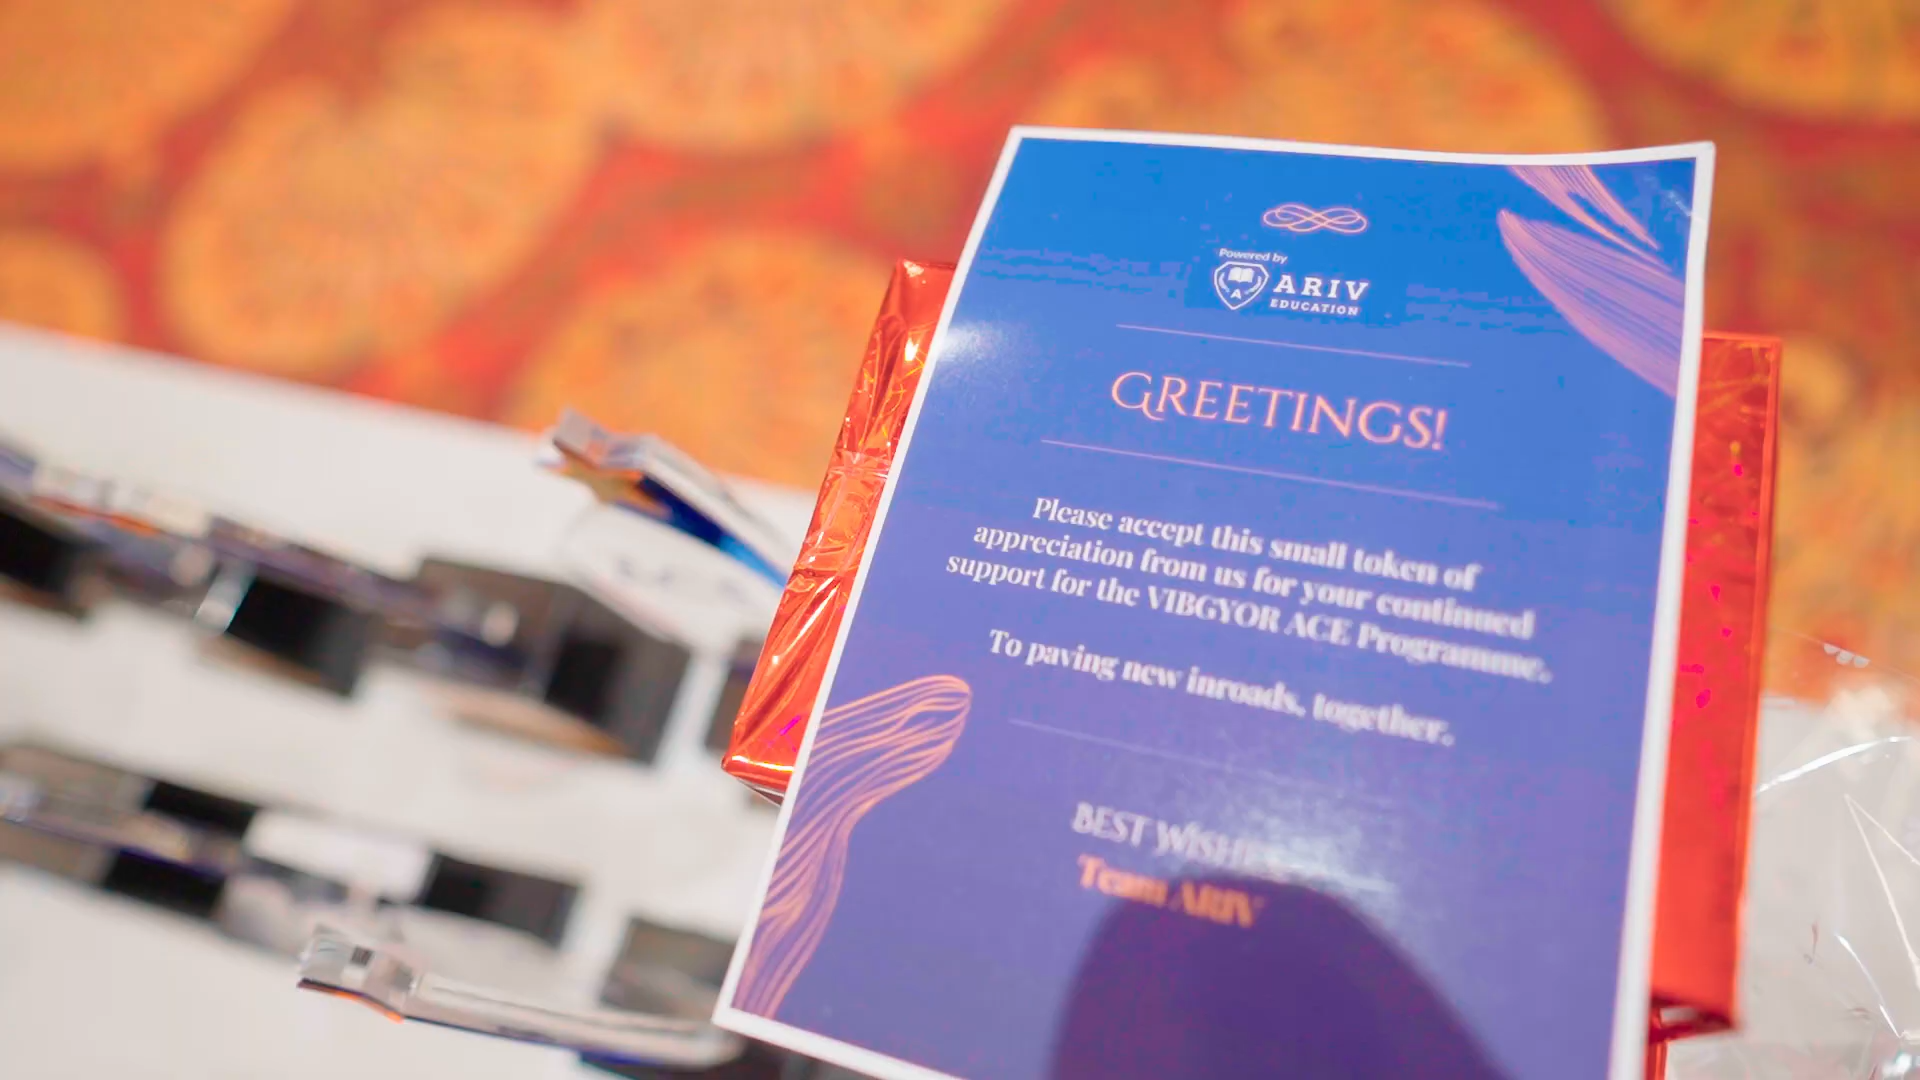 Powered by
ARIV
EDUCATION
GREETINGS!
Please accept this small token of
appreciation from us for your continued
support for the VIBGYOR ACE Programme.
To paving new inroads, together.
BEST WISHES
Team ARIV